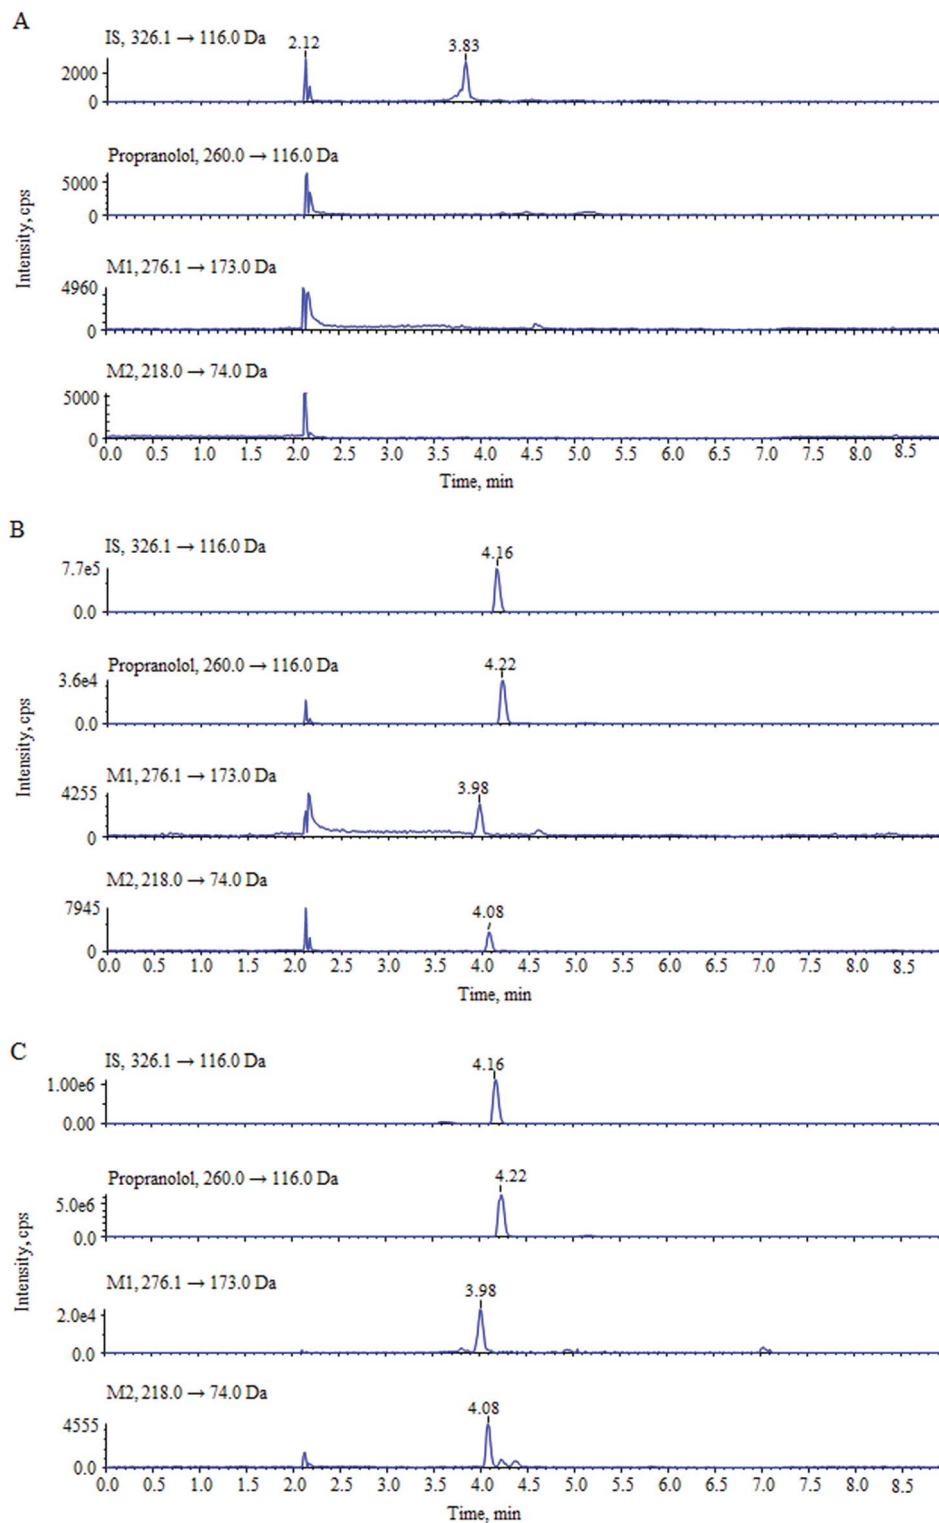 A
IS, 326.1 → 116.0 Da
2.12
3.83
2000
0
Propranolol, 260.0 → 116.0 Da
5000
0
M1, 276.1 → 173.0 Da
4960
0
M2, 218.0 → 74.0 Da
5000
0
0.0 0.5 1.0 1.5 2.0 2.5 3.0 3.5 4.0 4.5 5.0 5.5 6.0 6.5 7.0 7.5 8.0 8.5
Time, min
Intensity, cps
B
IS, 326.1 → 116.0 Da
4.16
7.7e5
0.0
Propranolol, 260.0 → 116.0 Da
4.22
3.6e4
0.0
M1, 276.1 → 173.0 Da
3.98
4255
0
M2, 218.0 → 74.0 Da
4.08
7945
0
0.0 0.5 1.0 1.5 2.0 2.5 3.0 3.5 4.0 4.5 5.0 5.5 6.0 6.5 7.0 7.5 8.0 8.5
Time, min
Intensity, cps
C
IS, 326.1 → 116.0 Da
4.16
1.00e6
0.00
Propranolol, 260.0 → 116.0 Da
4.22
5.0e6
0.0
M1, 276.1 → 173.0 Da
3.98
2.0e4
0.0
M2, 218.0 → 74.0 Da
4.08
4555
0.0
0.0 0.5 1.0 1.5 2.0 2.5 3.0 3.5 4.0 4.5 5.0 5.5 6.0 6.5 7.0 7.5 8.0 8.5
Time, min
Intensity, cps